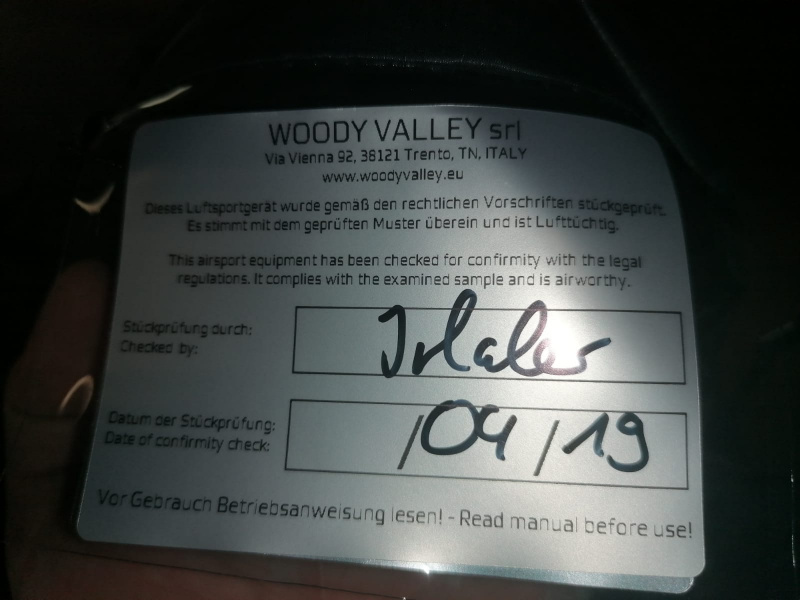 WOODY VALLEY srl
Via Vienna 92, 38121 Trento, TN, ITALY
www.woodyvalley.eu
Dieses Luftsportgerät wurde gemäß den rechtlichen Vorschriften stückgeprüft.
Es stimmt mit dem geprüften Muster überein und ist Lufttüchtig.
This airsport equipment has been checked for confirmity with the legal
regulations. It complies with the examined sample and is airworthy.
Stückprüfung durch:
Checked by:
Datum der Stückprüfung:
Date of confirmity check:
/04/19
Vor Gebrauch Betriebsanweisung lesen! - Read manual before use!